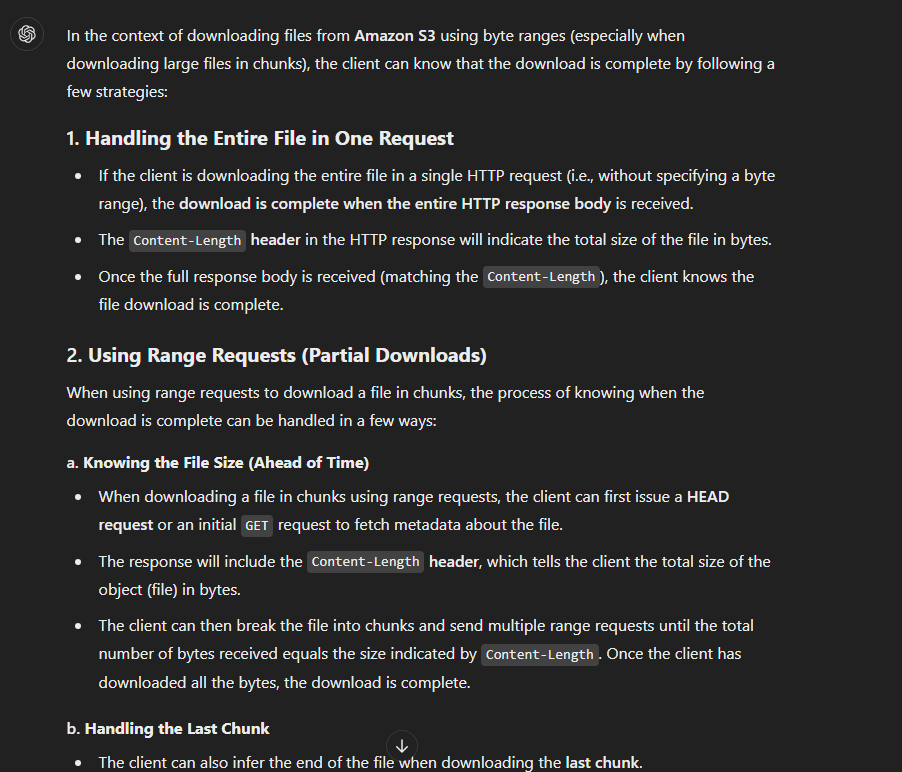 In the context of downloading files from Amazon S3 using byte ranges (especially when
downloading large files in chunks), the client can know that the download is complete by following a
few strategies:
1. Handling the Entire File in One Request
• If the client is downloading the entire file in a single HTTP request (i.e., without specifying a byte
range), the download is complete when the entire HTTP response body is received.
• The Content-Length header in the HTTP response will indicate the total size of the file in bytes.
• Once the full response body is received (matching the Content-Length), the client knows the
file download is complete.
2. Using Range Requests (Partial Downloads)
When using range requests to download a file in chunks, the process of knowing when the
download is complete can be handled in a few ways:
a. Knowing the File Size (Ahead of Time)
• When downloading a file in chunks using range requests, the client can first issue a HEAD
request or an initial GET request to fetch metadata about the file.
• The response will include the Content-Length header, which tells the client the total size of the
object (file) in bytes.
• The client can then break the file into chunks and send multiple range requests until the total
number of bytes received equals the size indicated by Content-Length. Once the client has
downloaded all the bytes, the download is complete.
b. Handling the Last Chunk
• The client can also infer the end of the file when downloading the last chunk.